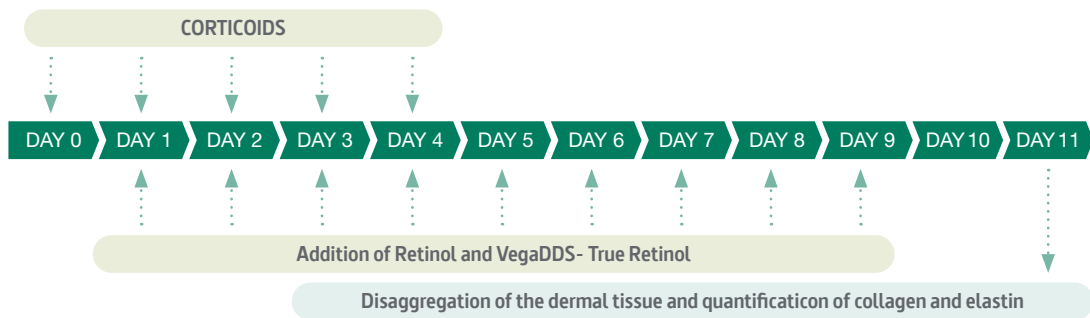 CORTICOIDS
DAY 0 DAY 1 DAY 2 DAY 3 DAY 4 DAY 5 DAY 6 DAY 7 DAY 8 DAY 9 DAY 10 DAY 11
Addition of Retinol and VegaDDS- True Retinol
Disaggregation of the dermal tissue and quantificaticon of collagen and elastin